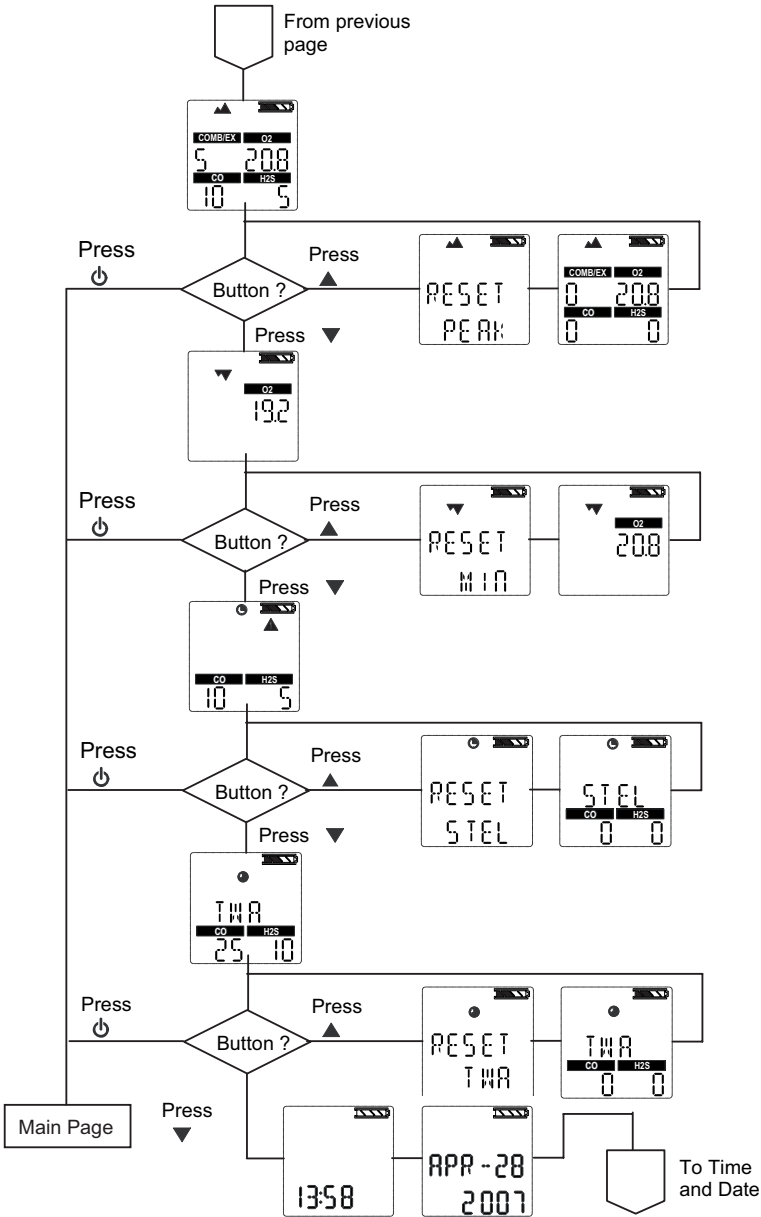 From previous
page
COMB/EX O2
5 20.8
CO H2S
10 5
Press
Button ?
Press
RESET
PEAK
COMB/EX O2
0 20.8
CO H2S
0 0
Press
O2
19.2
Press
Button ?
Press
RESET
MIN
O2
20.8
Press
CO H2S
10 5
Press
Button ?
Press
RESET
STEL
STEL
CO H2S
0 0
Press
TWA
CO H2S
25 10
Press
Button ?
Press
RESET
TWA
TWA
CO H2S
0 0
Main Page
Press
13:58
APR-28
2007
To Time
and Date